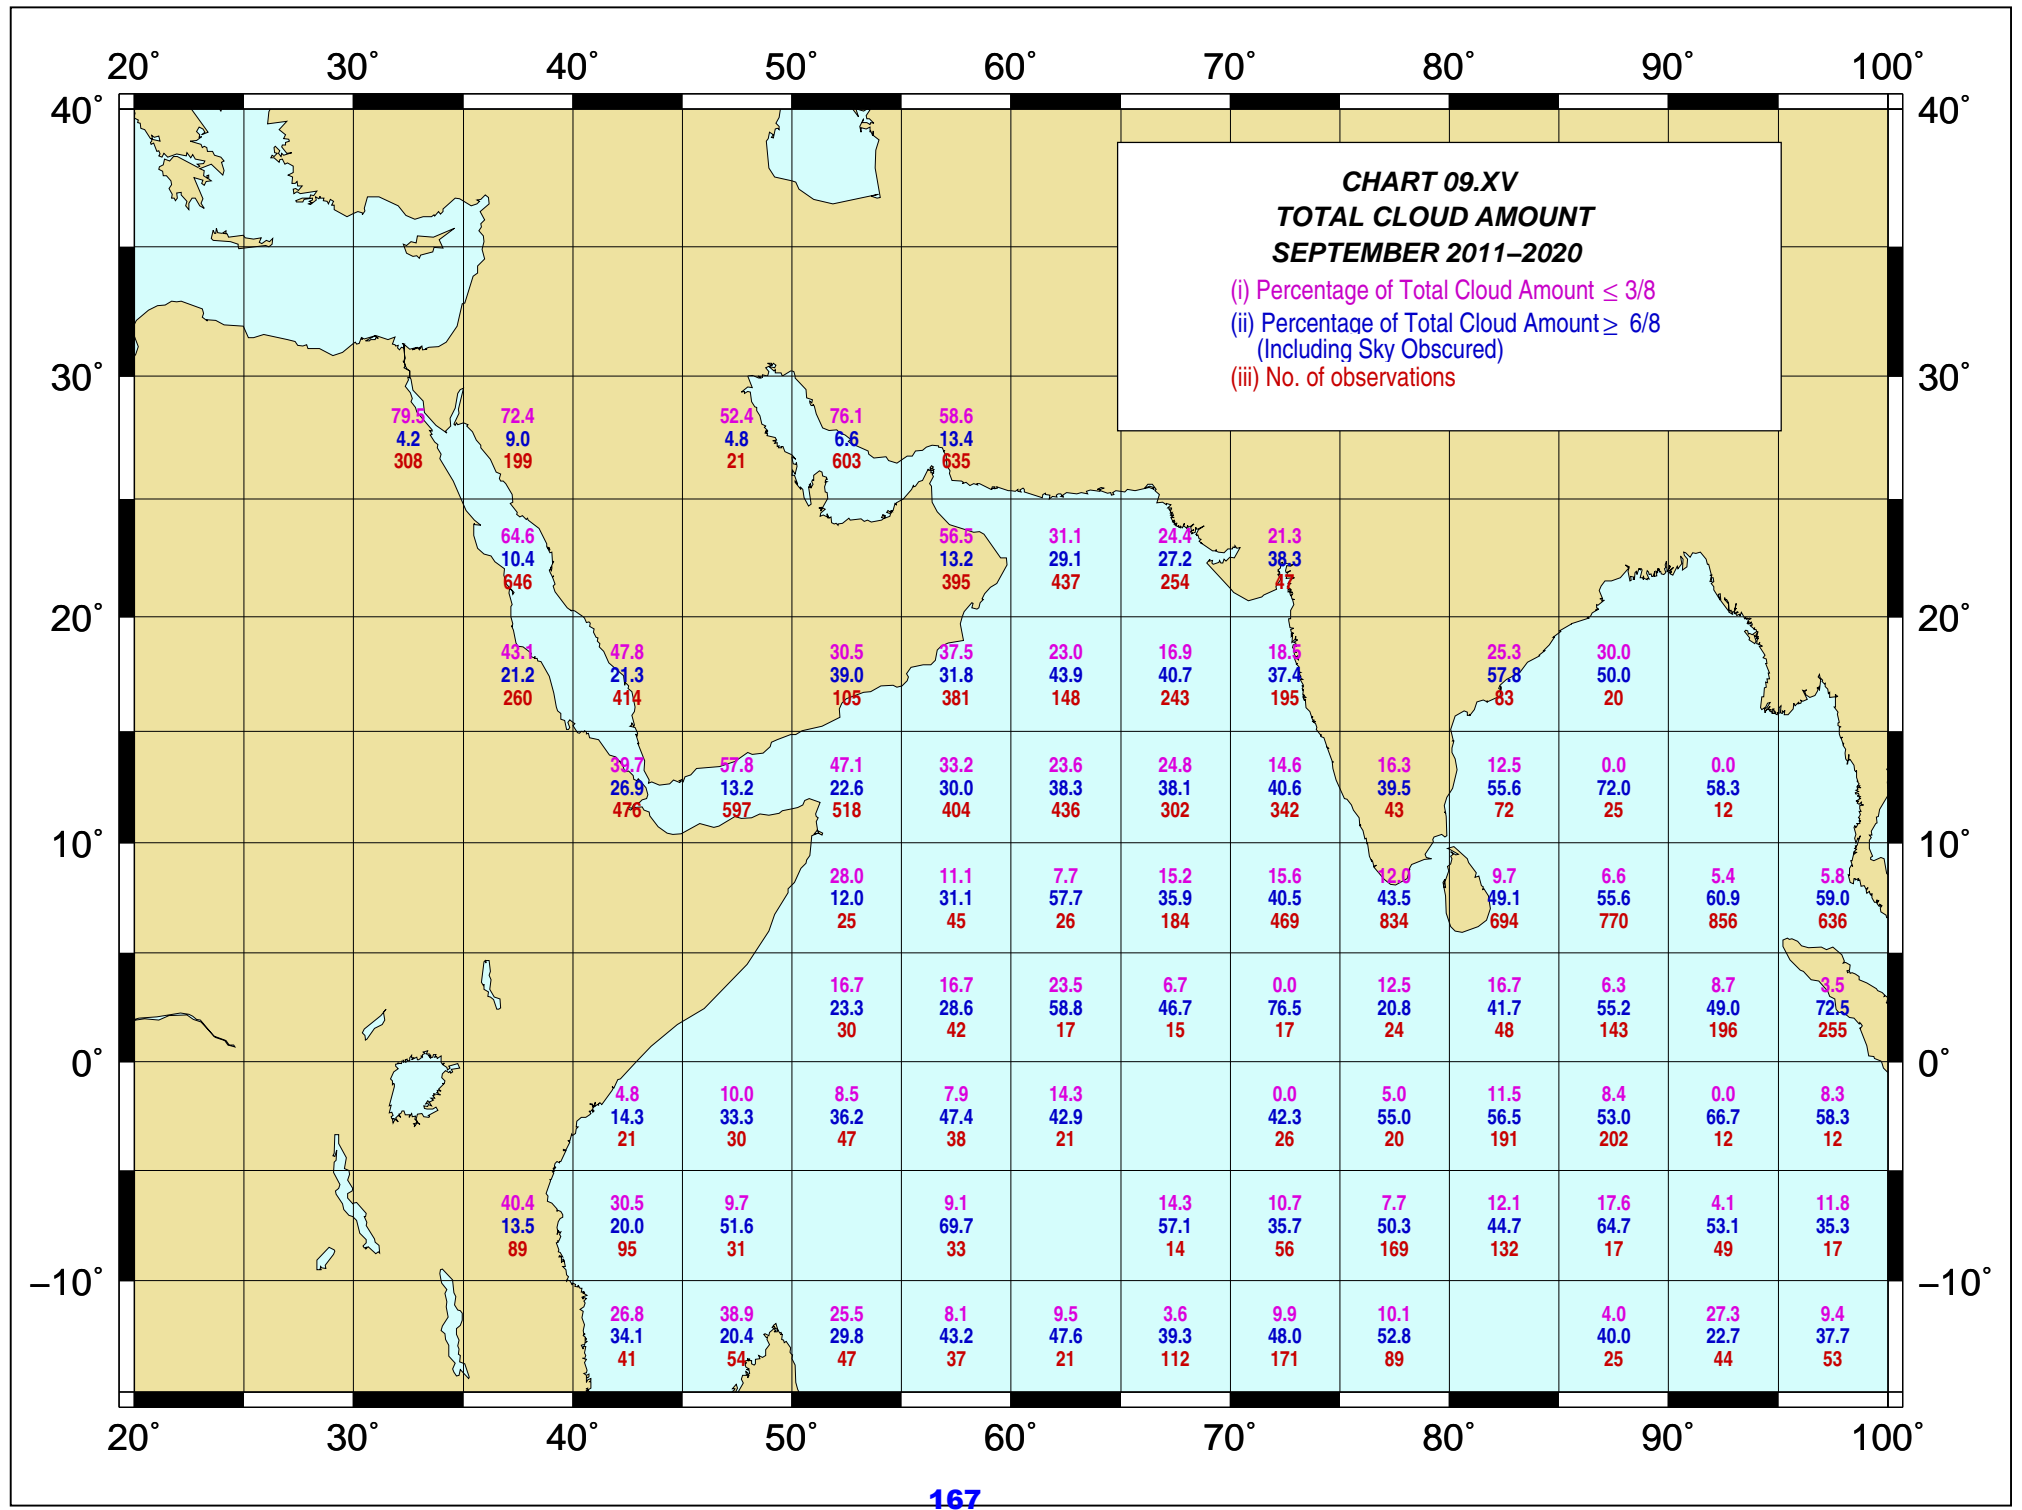 20° 30° 40° 50° 60° 70° 80° 90° 100°
40° 40°
CHART 09.XV
TOTAL CLOUD AMOUNT
SEPTEMBER 2011–2020
(i) Percentage of Total Cloud Amount ≤ 3/8
(ii) Percentage of Total Cloud Amount ≥ 6/8
(Including Sky Obscured)
(iii) No. of observations
30° 30°
79.5 72.4 52.4 76.1 58.6
4.2 9.0 4.8 6.6 13.4
308 199 21 603 635
64.6 56.5 31.1 24.4 21.3
10.4 13.2 29.1 27.2 38.3
646 395 437 254 47
20° 20°
43.1 47.8 30.5 37.5 23.0 16.9 18.5 25.3 30.0
21.2 21.3 39.0 31.8 43.9 40.7 37.4 57.8 50.0
260 414 105 381 148 243 195 83 20
39.7 57.8 47.1 33.2 23.6 24.8 14.6 16.3 12.5 0.0 0.0
26.9 13.2 22.6 30.0 38.3 38.1 40.6 39.5 55.6 72.0 58.3
476 597 518 404 436 302 342 43 72 25 12
10° 10°
28.0 11.1 7.7 15.2 15.6 12.0 9.7 6.6 5.4 5.8
12.0 31.1 57.7 35.9 40.5 43.5 49.1 55.6 60.9 59.0
25 45 26 184 469 834 694 770 856 636
16.7 16.7 23.5 6.7 0.0 12.5 16.7 6.3 8.7 3.5
23.3 28.6 58.8 46.7 76.5 20.8 41.7 55.2 49.0 72.5
30 42 17 15 17 24 48 143 196 255
0° 0°
4.8 10.0 8.5 7.9 14.3 0.0 5.0 11.5 8.4 0.0 8.3
14.3 33.3 36.2 47.4 42.9 42.3 55.0 56.5 53.0 66.7 58.3
21 30 47 38 21 26 20 191 202 12 12
40.4 30.5 9.7 9.1 14.3 10.7 7.7 12.1 17.6 4.1 11.8
13.5 20.0 51.6 69.7 57.1 35.7 50.3 44.7 64.7 53.1 35.3
89 95 31 33 14 56 169 132 17 49 17
–10° –10°
26.8 38.9 25.5 8.1 9.5 3.6 9.9 10.1 4.0 27.3 9.4
34.1 20.4 29.8 43.2 47.6 39.3 48.0 52.8 40.0 22.7 37.7
41 54 47 37 21 112 171 89 25 44 53
20° 30° 40° 50° 60° 70° 80° 90° 100°
167